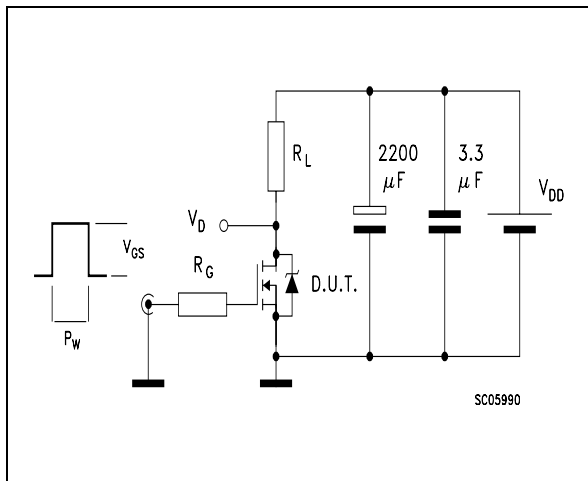 R_L
2200
μF
3.3
μF
V_DD
V_D
V_GS
R_G
D.U.T.
P_W
SC05990